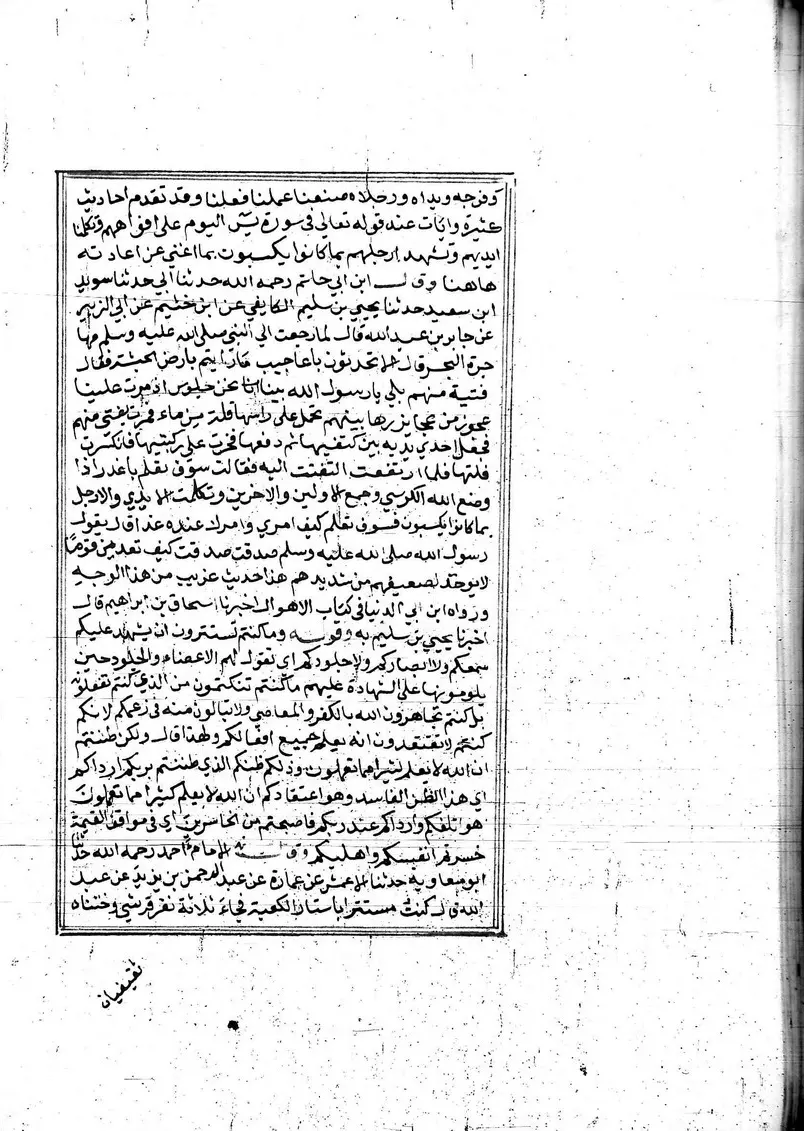 وفرجه ويداه ورجلاه صنعنا عملنا فعلنا وقد تقدم احاديث
كثيرة وايات عند قوله تعالى في سورة يس اليوم على افواههم وتكلمنا
ايديهم وتشهد ارجلهم بما كانوا يكسبون بما اغنى عن اعادته
هاهنا وقال ابن ابي حاتم رحمه الله حدثنا ابي حدثنا سويد
ابن سعيد حدثنا يحيى بن سليم الطايفي عن ابن خثيم عن ابي الزبير
عن جابر بن عبد الله قال لما رجعت الى النبي صلى الله عليه وسلم مهاجرة
البحر قال الا تحدثون باعاجيب ما رايتم بارض الحبشة فقال
فتية منهم بلى يا رسول الله بينا نحن جلوس اذ مرت علينا
عجوز من عجايز رهابينهم تحمل على راسها قلة من ماء فمرت بفتى منهم
فجعل احدى يديه بين كتفيها ثم دفعها فخرت على ركبتيها فانكسرت
قلتها فلما ارتفعت التفتت اليه فقالت سوف تعلم يا غدر اذا
وضع الله الكرسي وجمع الاولين والاخرين وتكلمت الايدي والارجل
بما كانوا يكسبون فسوف تعلم كيف امري وامرك عنده غدا قال يقول
رسول الله صلى الله عليه وسلم صدقت صدقت كيف يقدس الله قوما
لا يوخذ لضعيفهم من شديدهم هذا حديث غريب من هذا الوجه
ورواه ابن ابي الدنيا في كتاب الاهوال اخبرنا اسحاق بن ابراهيم قال
اخبرنا يحيى بن سليم به وقوله وما كنتم تستترون ان يشهد عليكم
سمعكم ولا ابصاركم ولا جلودكم اي تقول لهم الاعضاء والجلود حين
يلومونها على الشهادة عليهم ما كنتم تتكتمون من الذي كنتم تفعلونه
بل كنتم تجاهرون الله بالكفر والمعاصي ولا تبالون منه في زعمكم لانكم
كنتم لا تعتقدون انه يعلم جميع افعالكم ولهذا قال ولكن ظننتم
ان الله لا يعلم كثيرا مما تعملون وذلكم ظنكم الذي ظننتم بربكم ارداكم
اي هذا الظن الفاسد وهو اعتقادكم ان الله لا يعلم كثيرا مما تعملون
هو اتلفكم وارداكم عند ربكم فاصبحتم من الخاسرين اي في مواقف القيمة
خسرتم انفسكم واهليكم وقال الامام احمد رحمه الله حدثنا
ابو معاوية حدثنا الاعمش عن عمارة عن عبد الرحمن بن يزيد عن عبد
الله قال كنت مستترا باستار الكعبة فجاء ثلاثة نفر قرشي وختناه
ثقيفيان